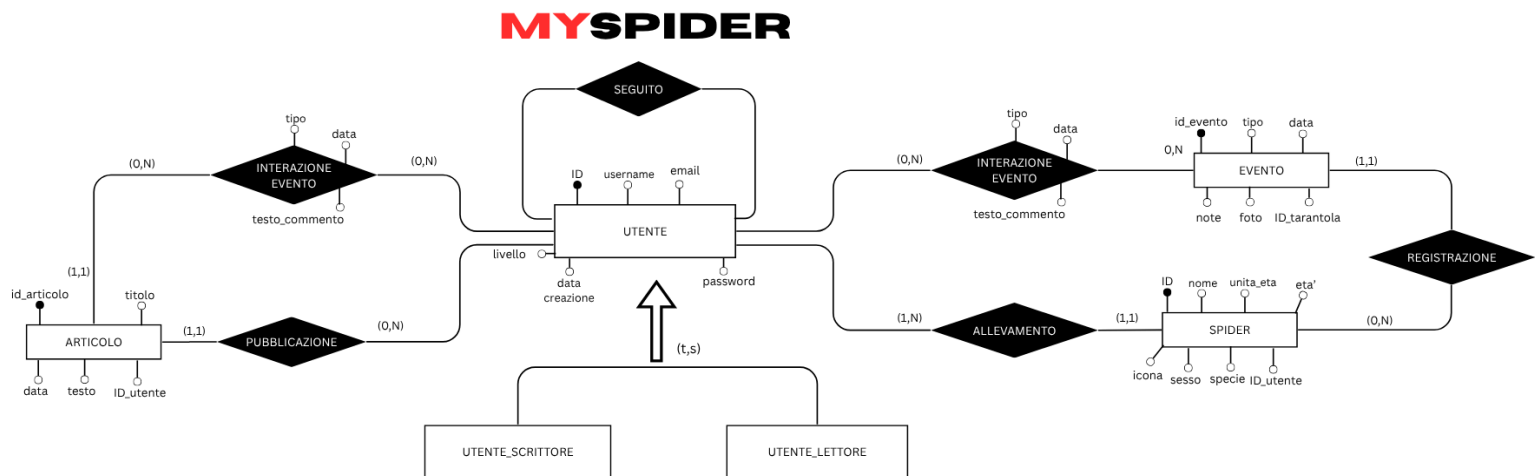 MYSPIDER
SEGUITO
tipo
data
(0,N)
INTERAZIONE
EVENTO
(0,N)
testo_commento
ID
username
email
UTENTE
livello
data
creazione
password
tipo
data
(0,N)
INTERAZIONE
EVENTO
0,N
testo_commento
id_evento
tipo
data
EVENTO
(1,1)
note
foto
ID_tarantola
REGISTRAZIONE
(1,1)
id_articolo
titolo
ARTICOLO
(1,1)
PUBBLICAZIONE
(0,N)
data
testo
ID_utente
(1,N)
ALLEVAMENTO
(1,1)
ID
nome
unita_eta
eta'
SPIDER
(0,N)
icona
sesso
specie
ID_utente
(t,s)
UTENTE_SCRITTORE
UTENTE_LETTORE